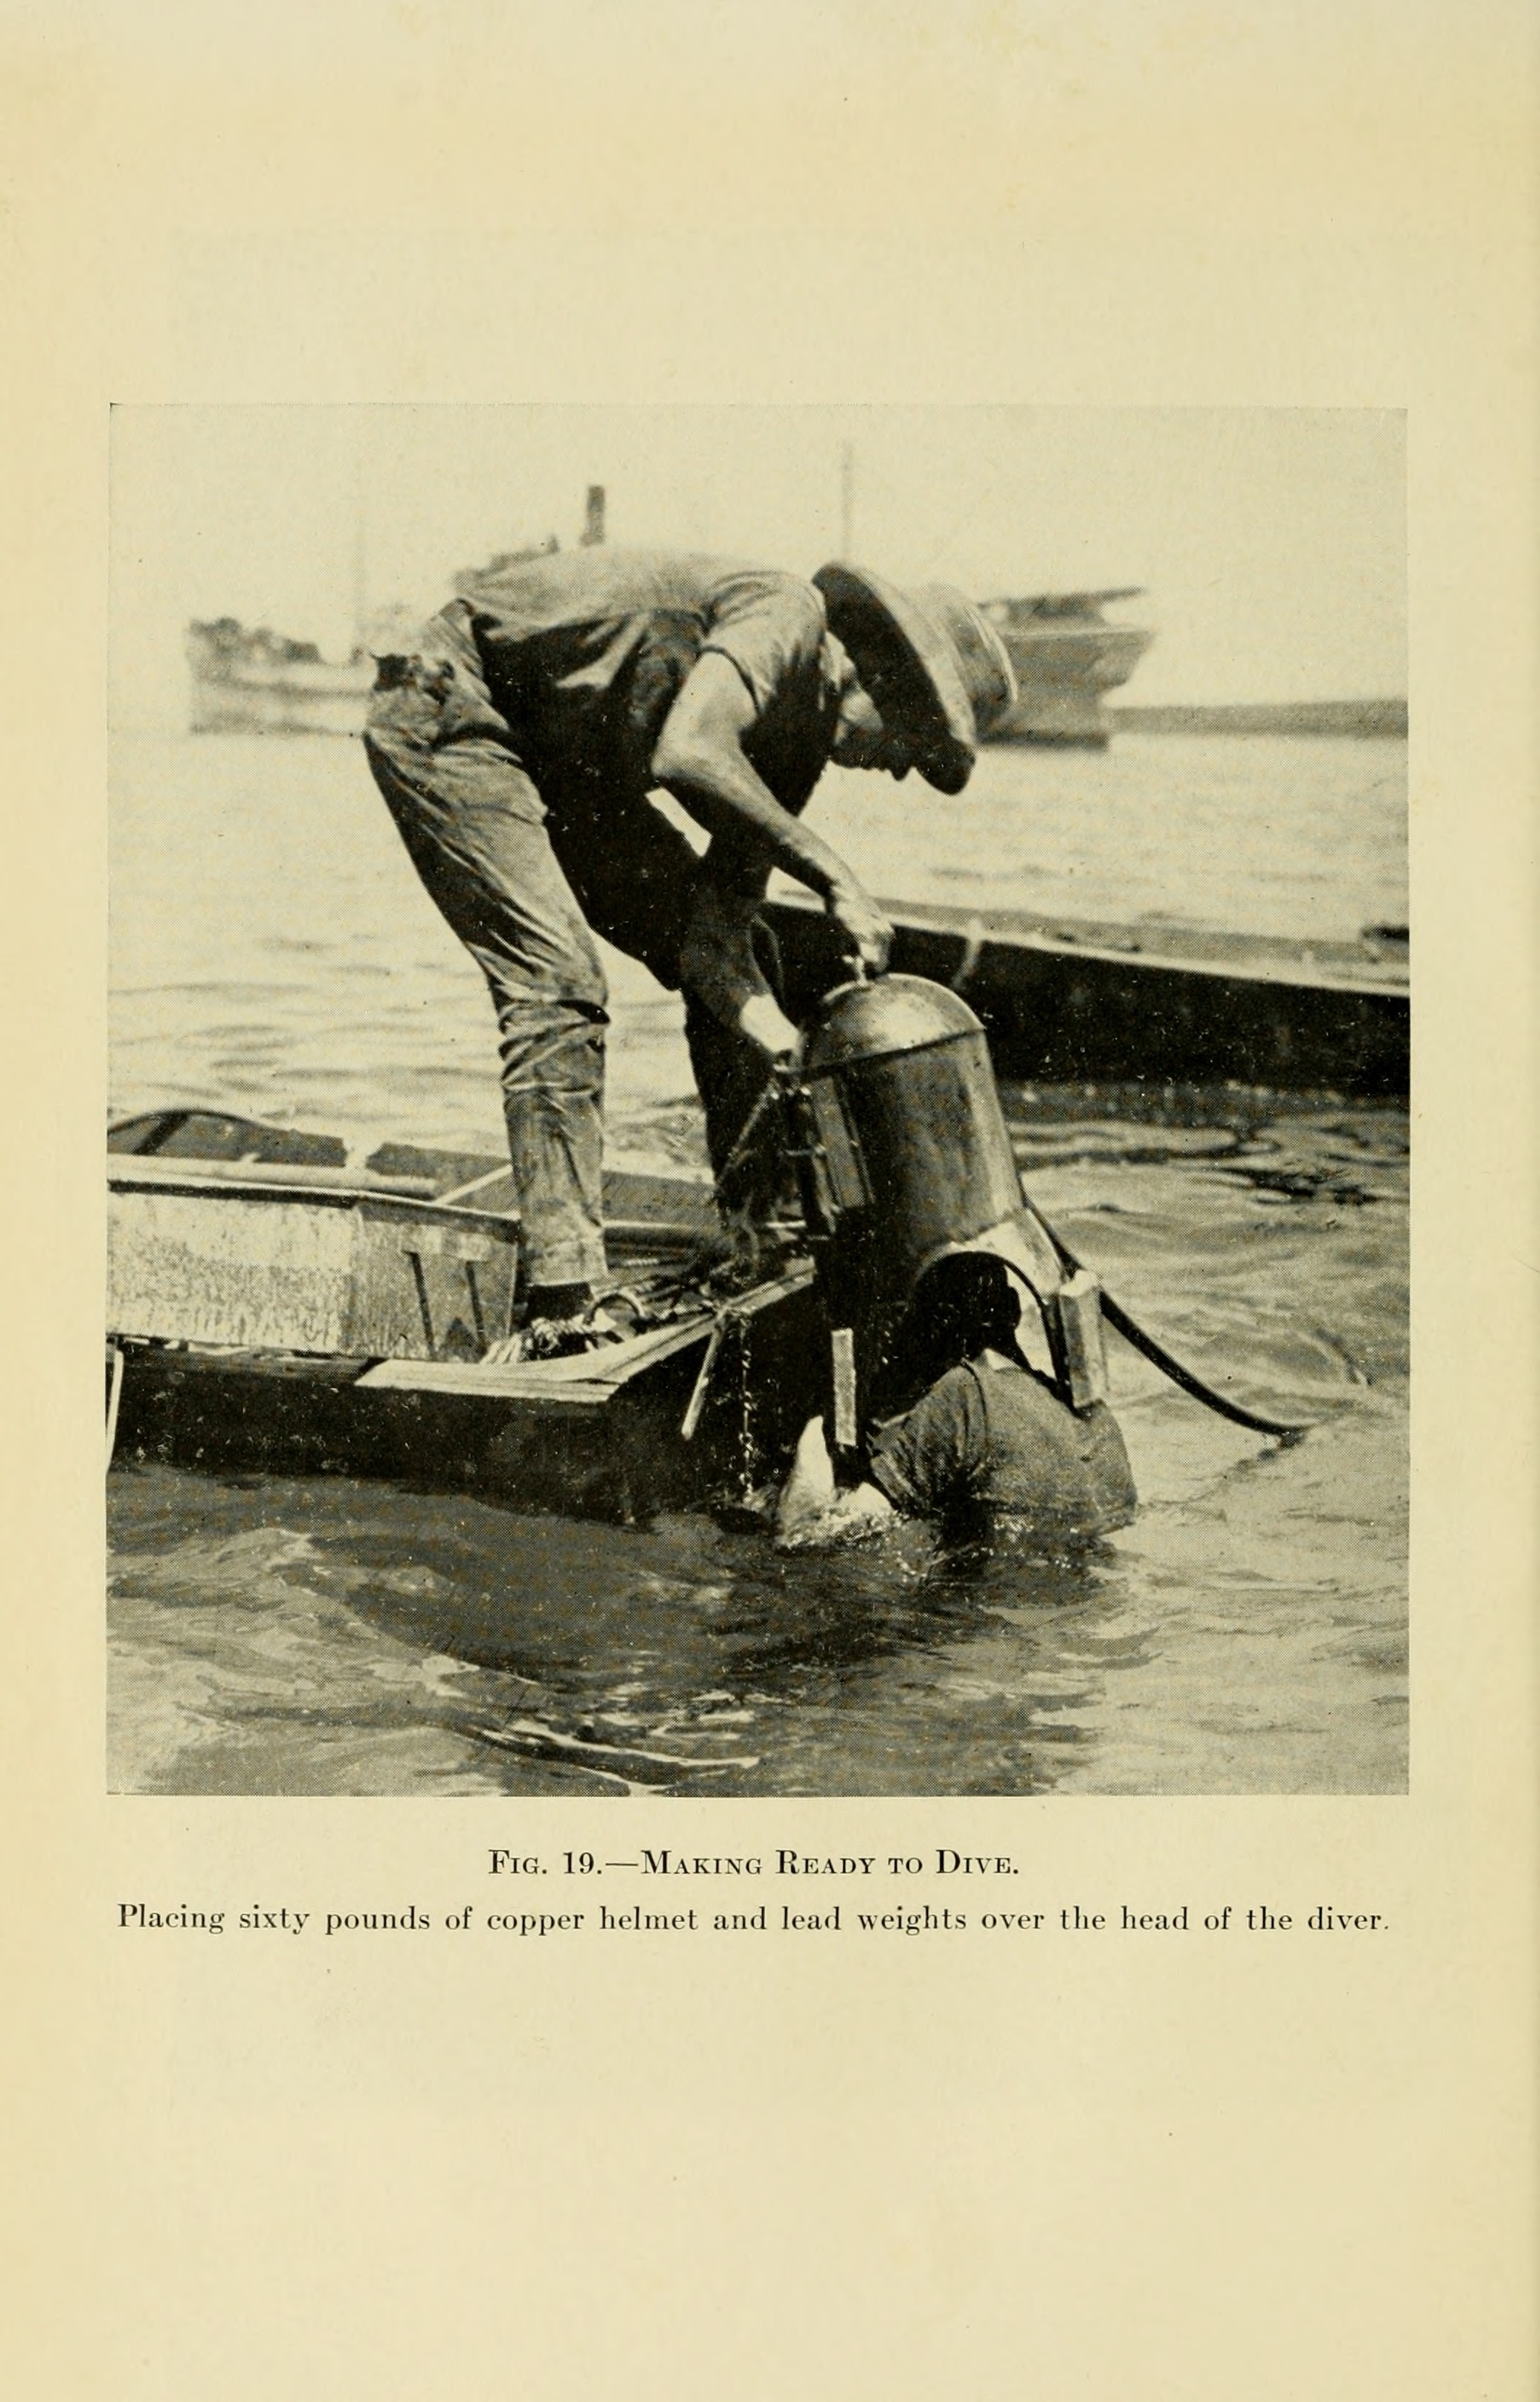 Fig. 19.—Making Ready to Dive.
Placing sixty pounds of copper helmet and lead weights over the head of the diver.